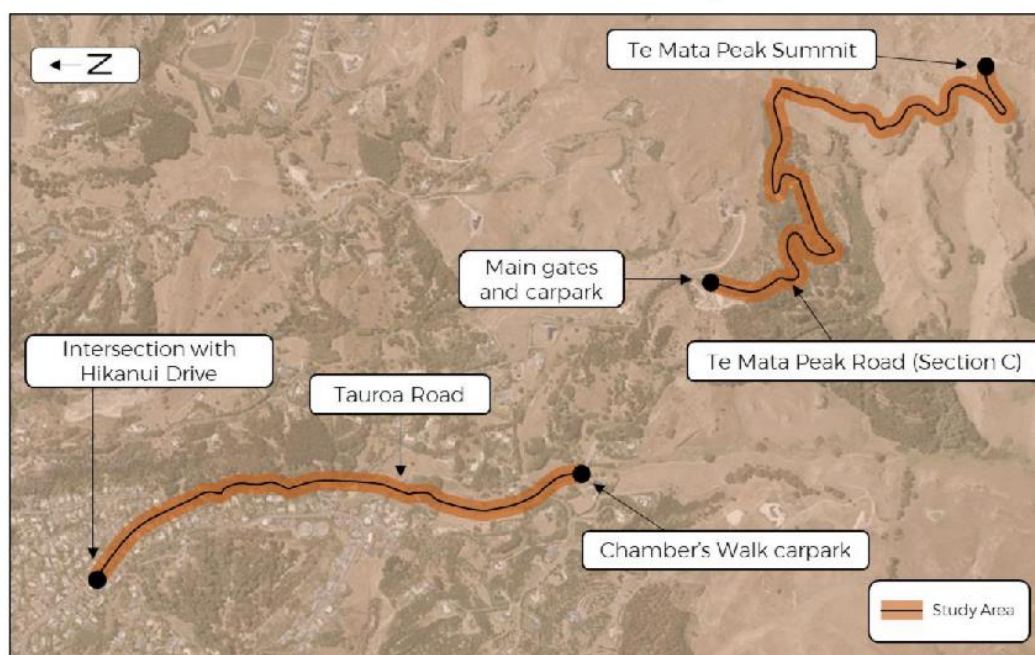 N
Te Mata Peak Summit
Main gates
and carpark
Te Mata Peak Road (Section C)
Intersection with
Hikanui Drive
Tauroa Road
Chamber's Walk carpark
Study Area